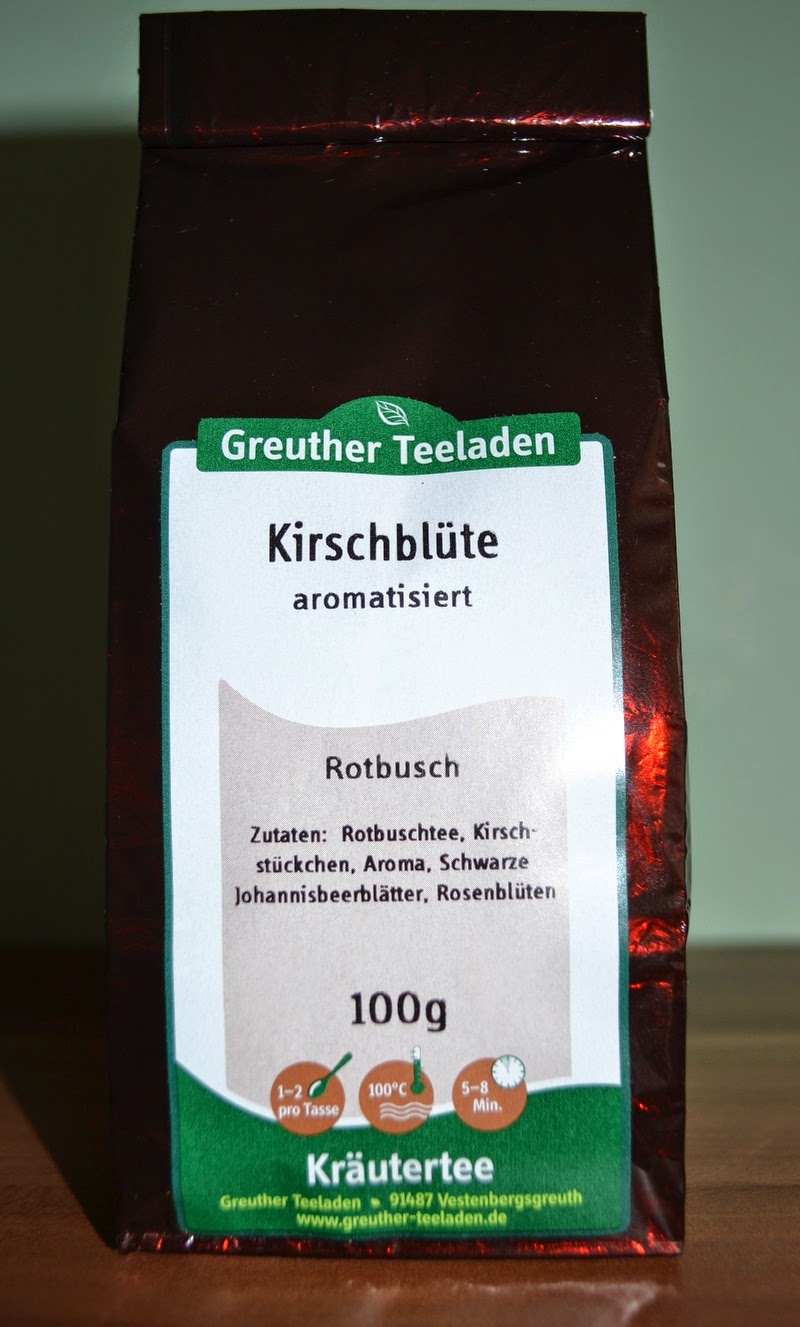 Greuther Teeladen
Kirschblüte
aromatisiert
Rotbusch
Zutaten: Rotbuschtee, Kirsch-
stückchen, Aroma, Schwarze
Johannisbeerblätter, Rosenblüten
100g
1-2
pro Tasse
100°C
5-8
Min.
Kräutertee
Greuther Teeladen 91487 Vestenbergsgreuth
www.greuther-teeladen.de